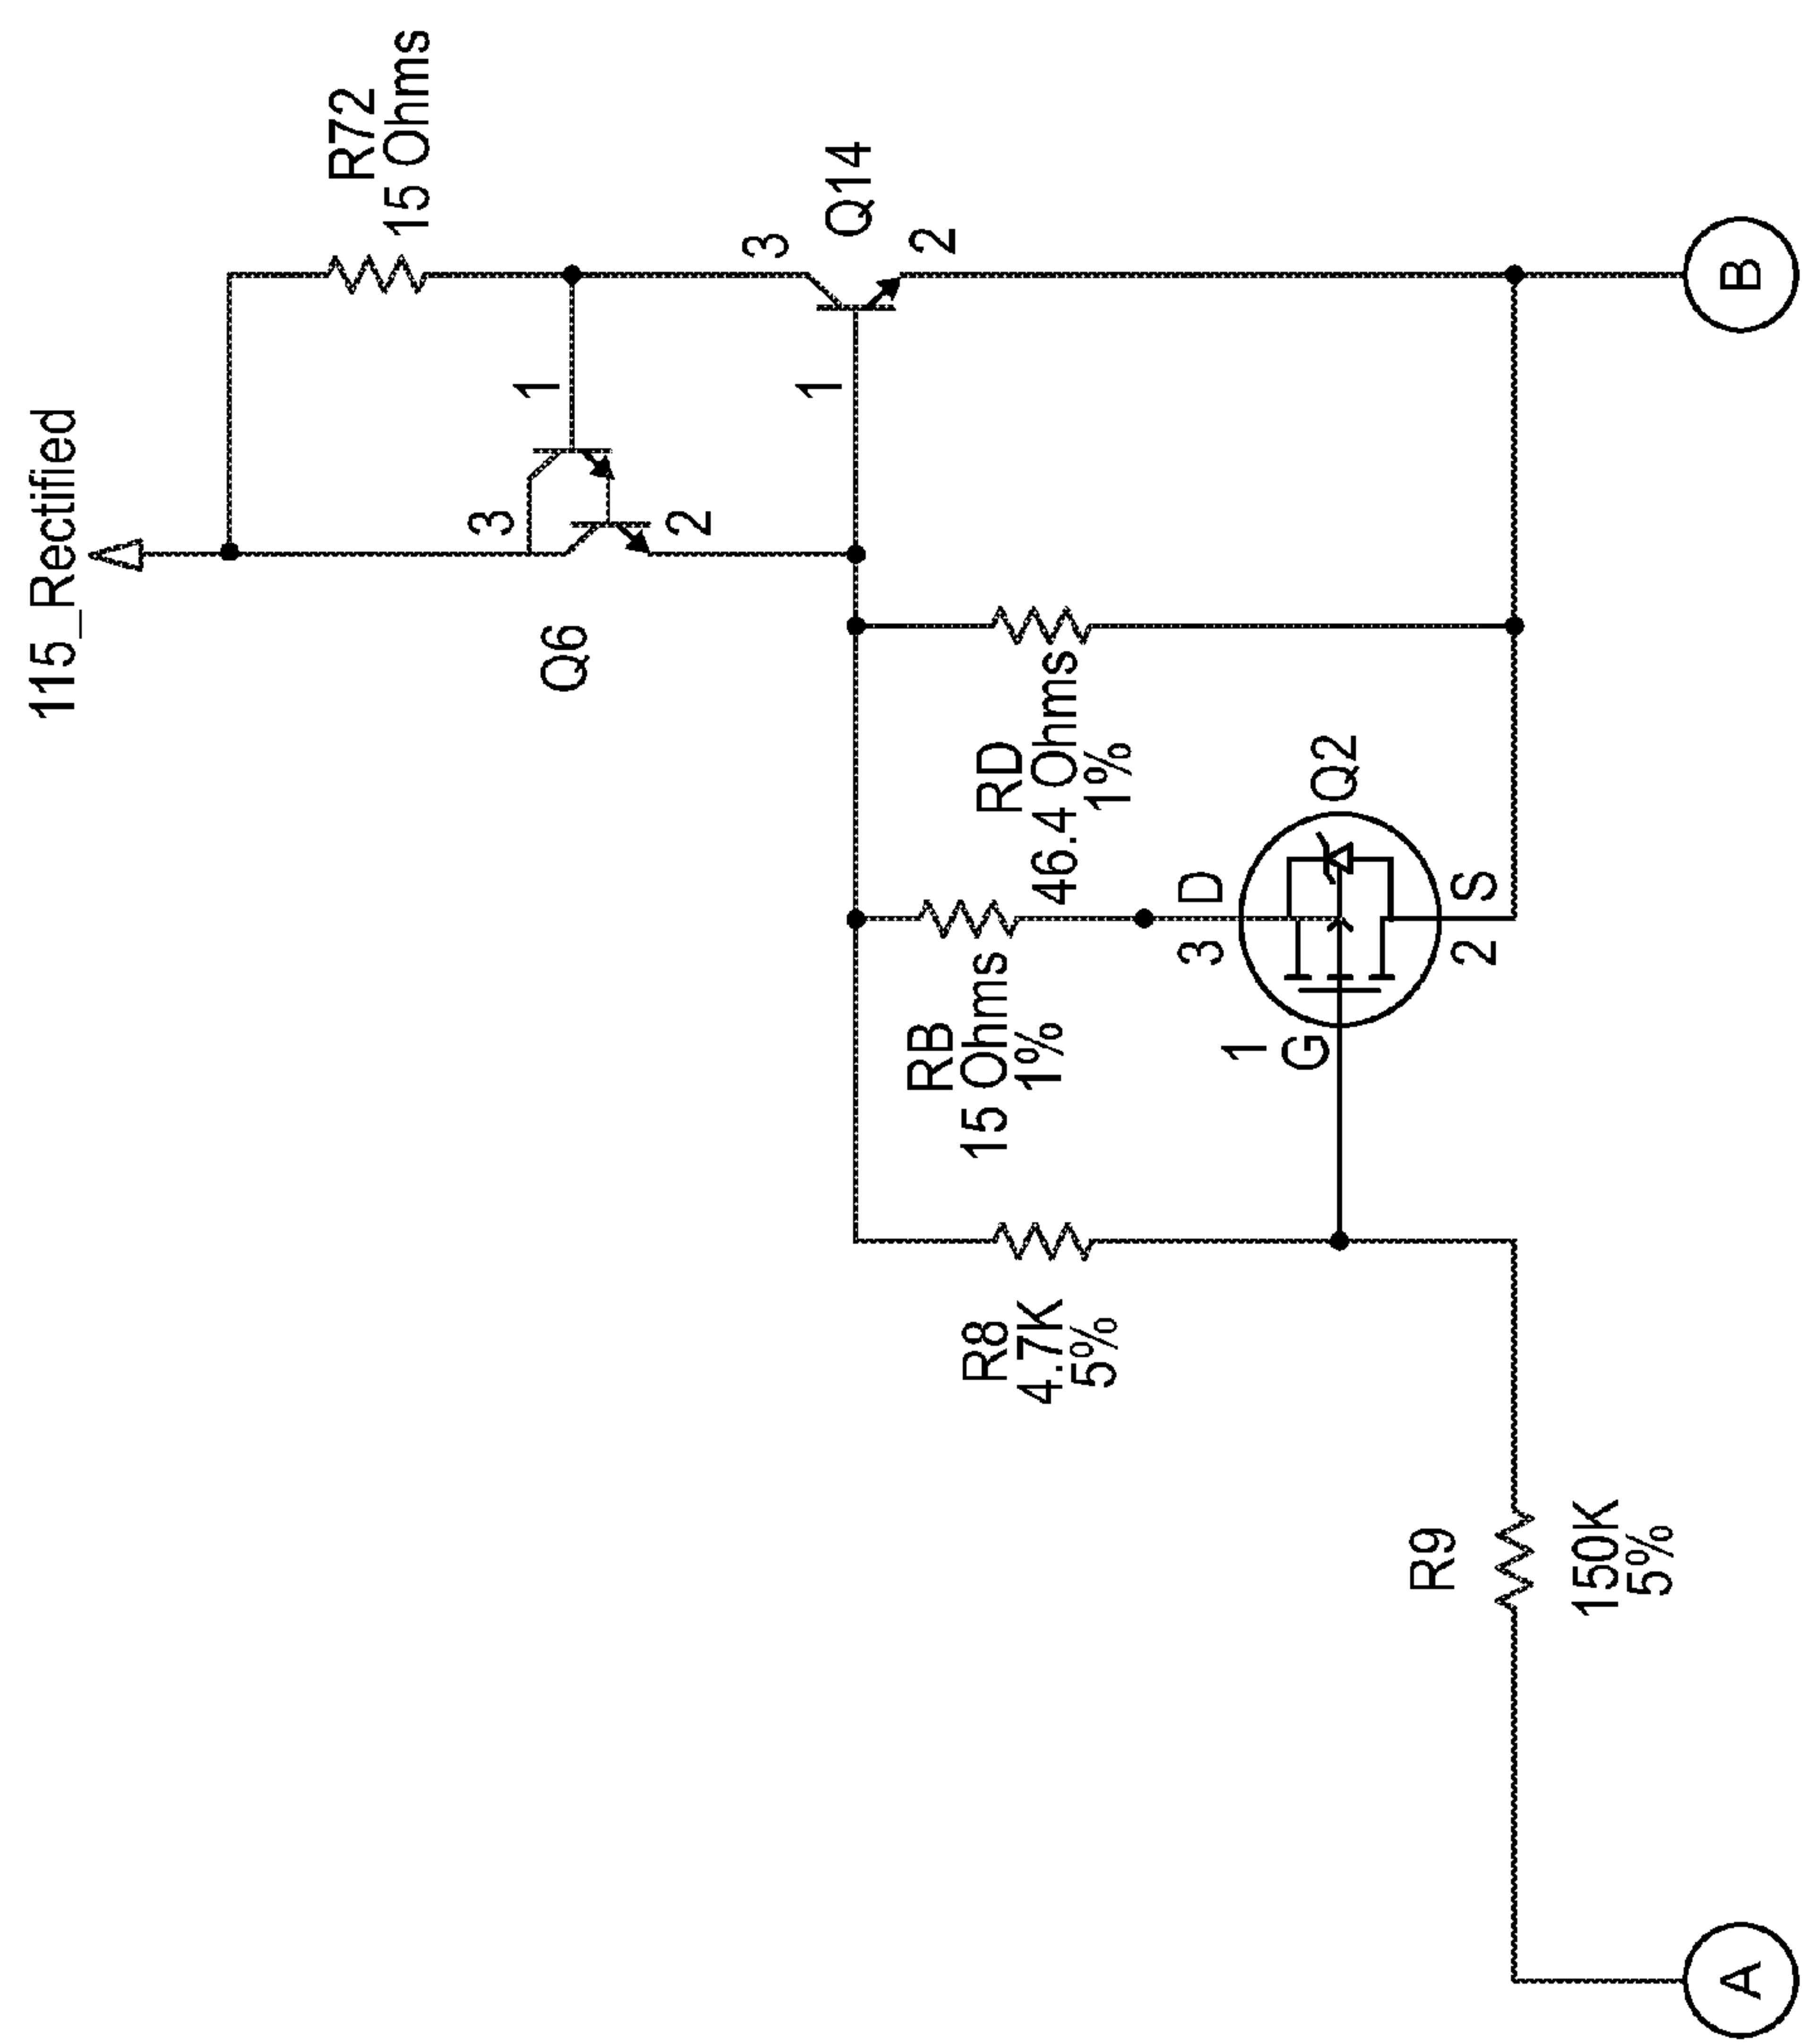 115_Rectified
R72
15 Ohms
3
1
Q6
2
3
1
Q14
2
RD
46.4 Ohms
1%
RB
15 Ohms
1%
R8
4.7K
5%
D
3
1
G
Q2
S
2
R9
150K
5%
A
B